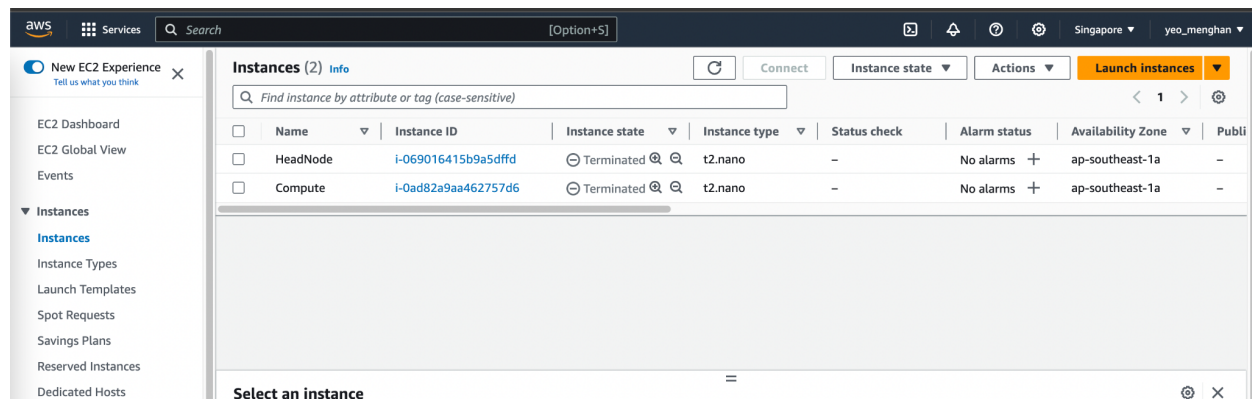 aws Services Search [Option+S] Singapore yeo_menghan
New EC2 Experience
Tell us what you think
EC2 Dashboard
EC2 Global View
Events
Instances
Instances
Instance Types
Launch Templates
Spot Requests
Savings Plans
Reserved Instances
Dedicated Hosts
Instances (2) Info Connect Instance state Actions Launch instances
Find instance by attribute or tag (case-sensitive) 1
Name Instance ID Instance state Instance type Status check Alarm status Availability Zone Publi
HeadNode i-069016415b9a5dffd Terminated t2.nano – No alarms + ap-southeast-1a –
Compute i-0ad82a9aa462757d6 Terminated t2.nano – No alarms + ap-southeast-1a –
Select an instance